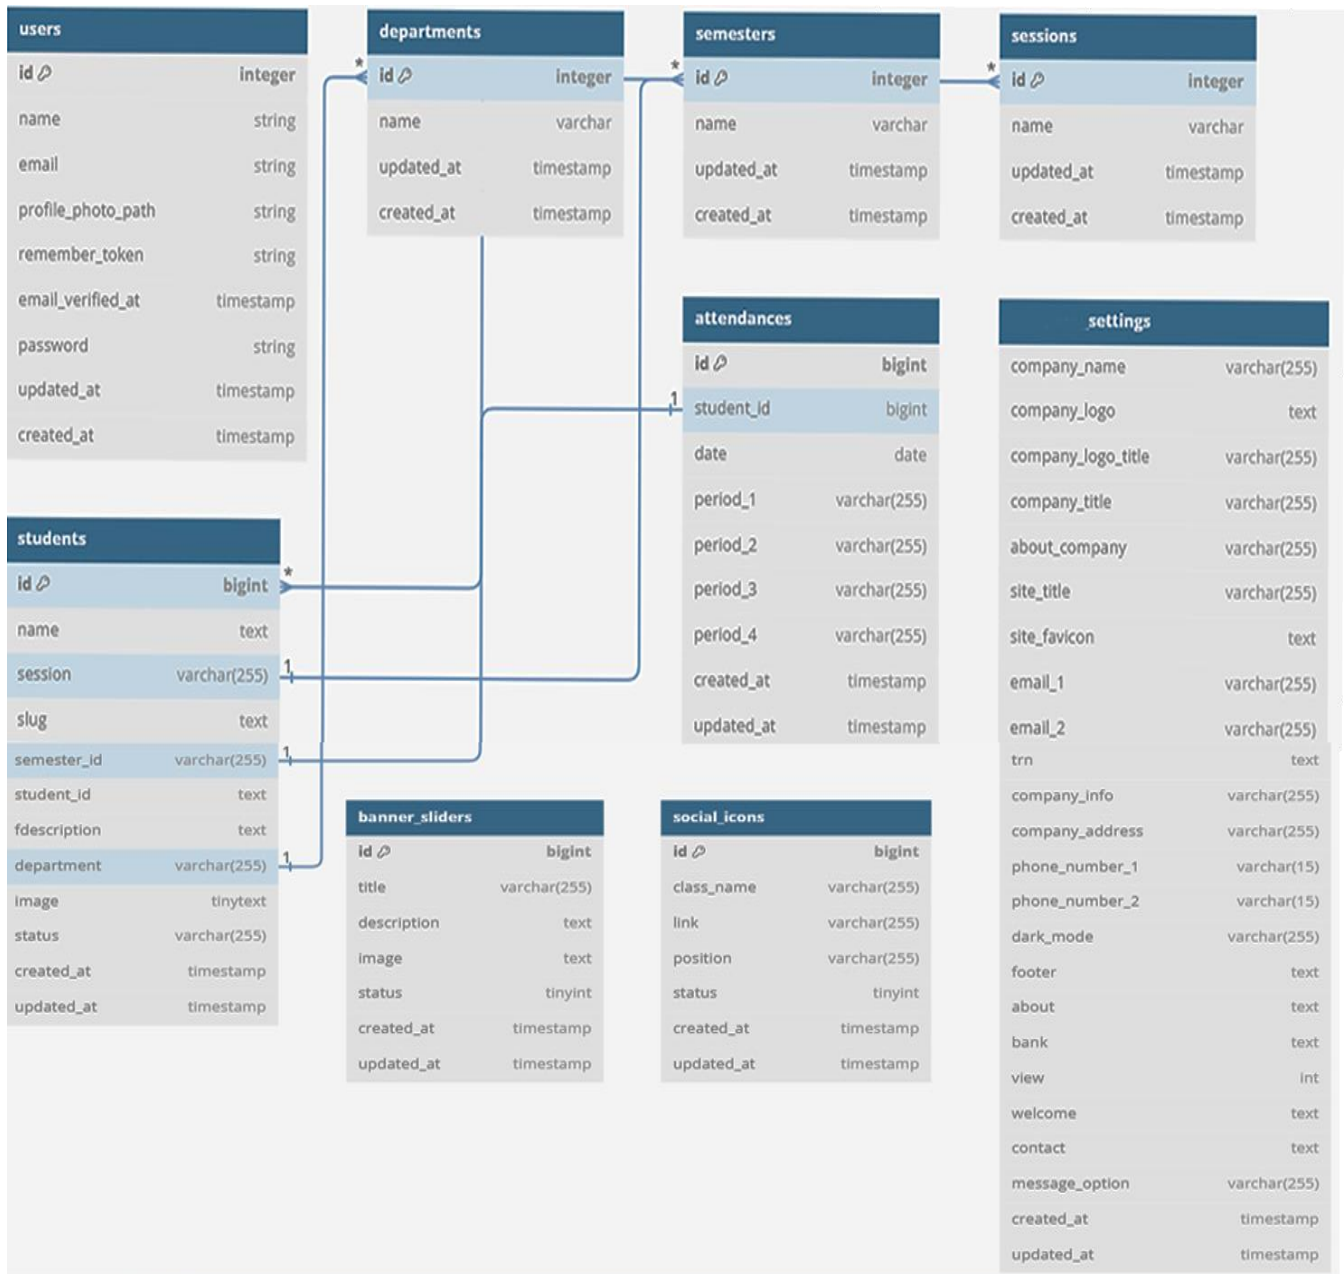 users
id integer
name string
email string
profile_photo_path string
remember_token string
email_verified_at timestamp
password string
updated_at timestamp
created_at timestamp
departments
* id integer
name varchar
updated_at timestamp
created_at timestamp
semesters
* id integer
name varchar
updated_at timestamp
created_at timestamp
sessions
* id integer
name varchar
updated_at timestamp
created_at timestamp
attendances
id bigint
1 student_id bigint
date date
period_1 varchar(255)
period_2 varchar(255)
period_3 varchar(255)
period_4 varchar(255)
created_at timestamp
updated_at timestamp
settings
company_name varchar(255)
company_logo text
company_logo_title varchar(255)
company_title varchar(255)
about_company varchar(255)
site_title varchar(255)
site_favicon text
email_1 varchar(255)
email_2 varchar(255)
trn text
company_info varchar(255)
company_address varchar(255)
phone_number_1 varchar(15)
phone_number_2 varchar(15)
dark_mode varchar(255)
footer text
about text
bank text
view int
welcome text
contact text
message_option varchar(255)
created_at timestamp
updated_at timestamp
students
id bigint *
name text
session varchar(255) 1
slug text
semester_id varchar(255) 1
student_id text
fdescription text
department varchar(255) 1
image tinytext
status varchar(255)
created_at timestamp
updated_at timestamp
banner_sliders
id bigint
title varchar(255)
description text
image text
status tinyint
created_at timestamp
updated_at timestamp
social_icons
id bigint
class_name varchar(255)
link varchar(255)
position varchar(255)
status tinyint
created_at timestamp
updated_at timestamp